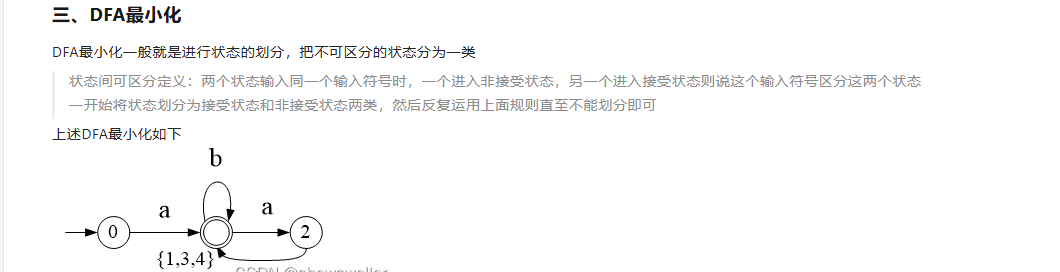 三、DFA最小化
DFA最小化一般就是进行状态的划分，把不可区分的状态分为一类
状态间可区分定义：两个状态输入同一个输入符号时，一个进入非接受状态，另一个进入接受状态则说这个输入符号区分这两个状态
一开始将状态划分为接受状态和非接受状态两类，然后反复运用上面规则直至不能划分即可
上述DFA最小化如下
b
a
a
0
2
{1,3,4}